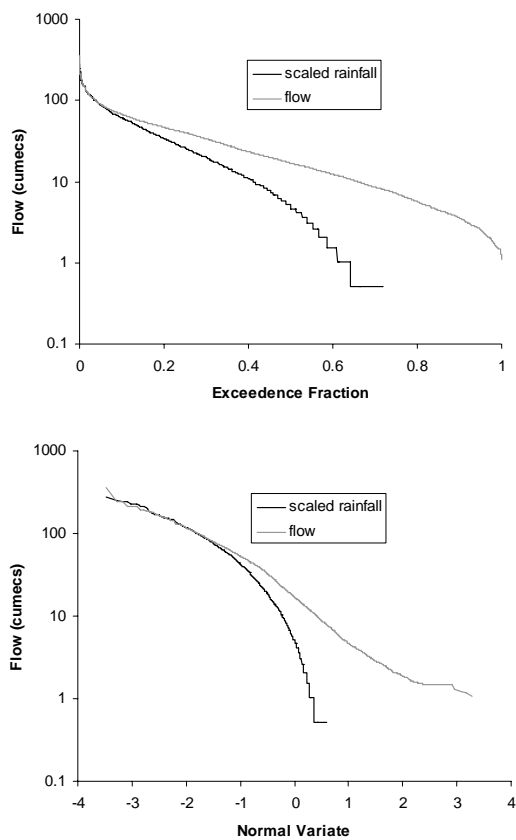 1000
scaled rainfall
flow
100
10
1
0.1
Flow (cumecs)
0 0.2 0.4 0.6 0.8 1
Exceedence Fraction
1000
scaled rainfall
flow
100
10
1
0.1
Flow (cumecs)
-4 -3 -2 -1 0 1 2 3 4
Normal Variate